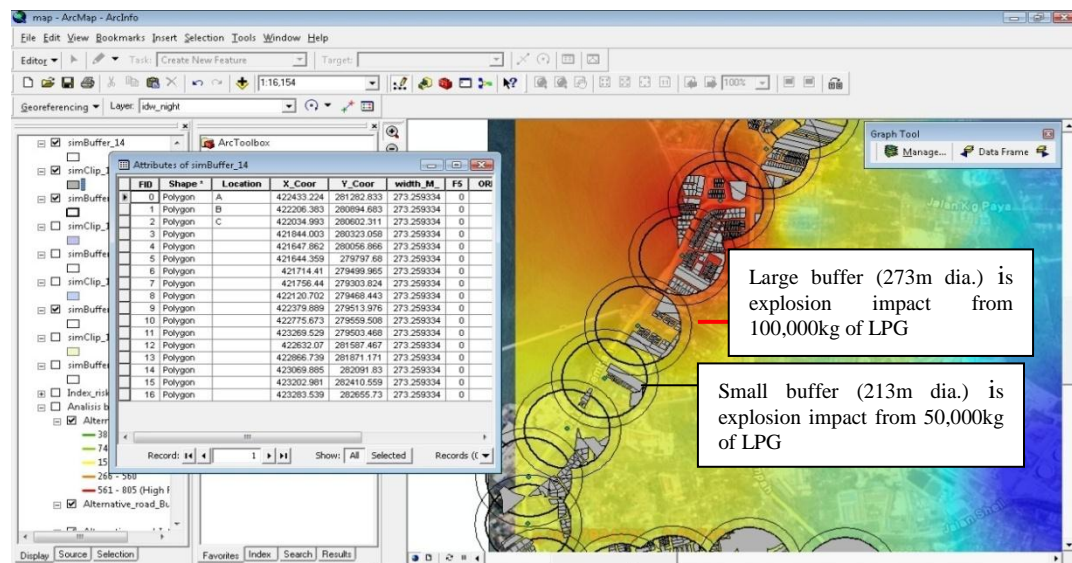 map - ArcMap - ArcInfo
File Edit View Bookmarks Insert Selection Tools Window Help
Editor Task: Create New Feature Target:
1:16,154 100%
Georeferencing Layer: idw_night
simBuffer_14
simClip_1
simBuffer
simClip_1
simBuffe
simClip_1
simBuffer
simClip_1
simBuffe
Index_risk
Analisis b
Alter
38
74
15
266 - 560
561 - 805 (High F
Alternative_road_Bu
Display Source Selection
ArcToolbox
Favorites Index Search Results
Attributes of simBuffer_14
FID Shape * Location X_Coor Y_Coor width_M_ F5 ORI
0 Polygon A 422433.224 281282.833 273.259334 0
1 Polygon B 422206.383 280894.683 273.259334 0
2 Polygon C 422034.993 280602.311 273.259334 0
3 Polygon 421844.003 280323.058 273.259334 0
4 Polygon 421647.862 280056.866 273.259334 0
5 Polygon 421644.359 279797.68 273.259334 0
6 Polygon 421714.41 279499.965 273.259334 0
7 Polygon 421756.44 279303.824 273.259334 0
8 Polygon 422120.702 279468.443 273.259334 0
9 Polygon 422379.889 279513.976 273.259334 0
10 Polygon 422775.673 279559.508 273.259334 0
11 Polygon 423269.529 279503.468 273.259334 0
12 Polygon 422632.07 281587.467 273.259334 0
13 Polygon 422866.739 281871.171 273.259334 0
14 Polygon 423069.885 282091.83 273.259334 0
15 Polygon 423202.981 282410.559 273.259334 0
16 Polygon 423283.539 282655.73 273.259334 0
Record: 1 Show: All Selected Records (
Graph Tool
Manage... Data Frame
Jalan Kg Paya
Large buffer (273m dia.) is
explosion impact from
100,000kg of LPG
Small buffer (213m dia.) is
explosion impact from 50,000kg
of LPG